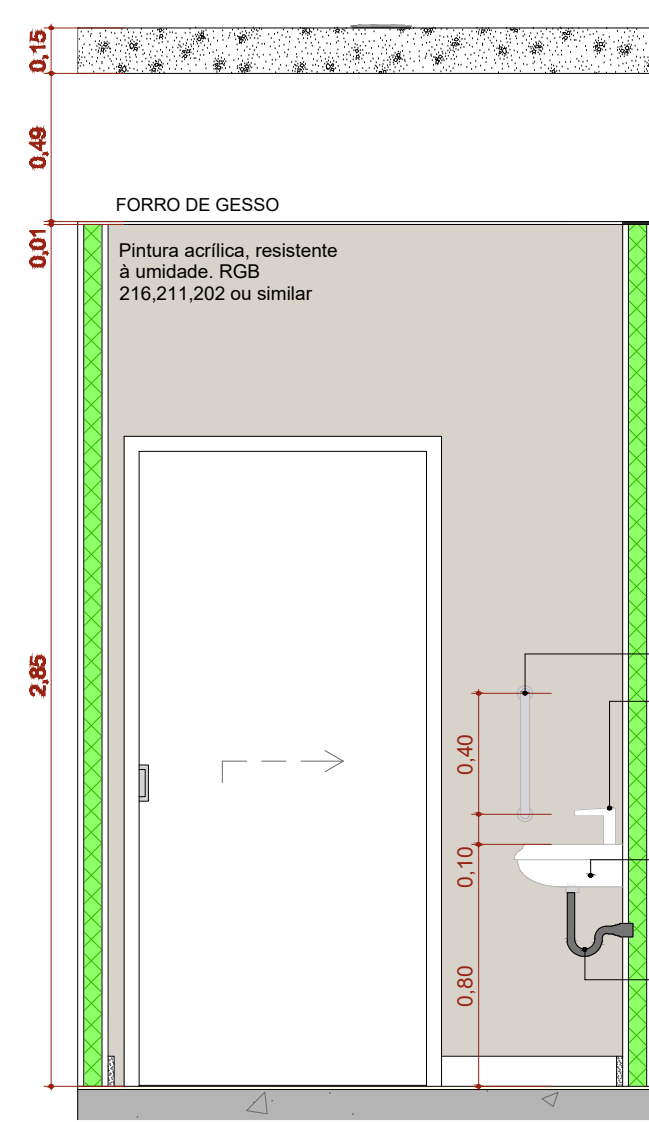 0,15
0,49
FORRO DE GESSO
0,01
Pintura acrílica, resistente
à umidade. RGB
216,211,202 ou similar
2,85
0,40
0,10
0,80